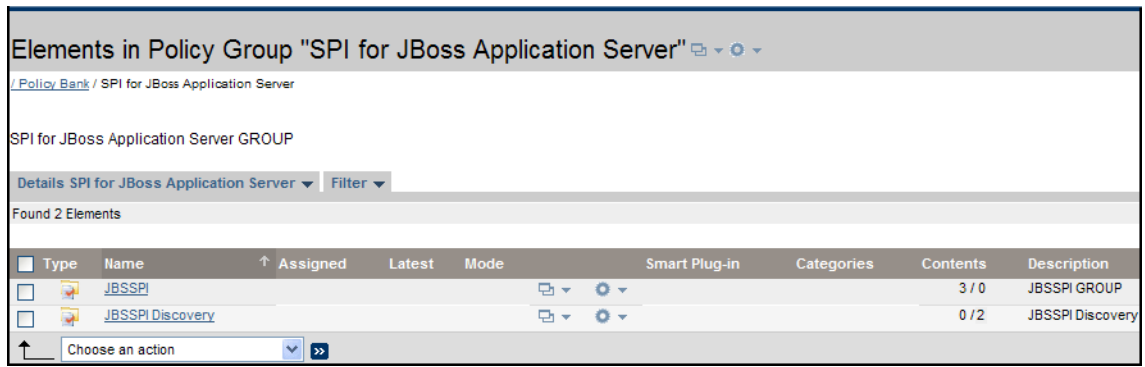 Elements in Policy Group "SPI for JBoss Application Server"
/ Policy Bank / SPI for JBoss Application Server
SPI for JBoss Application Server GROUP
Details SPI for JBoss Application Server Filter
Found 2 Elements
Type Name Assigned Latest Mode Smart Plug-in Categories Contents Description
JBSSPI 3 / 0 JBSSPI GROUP
JBSSPI Discovery 0 / 2 JBSSPI Discovery
Choose an action